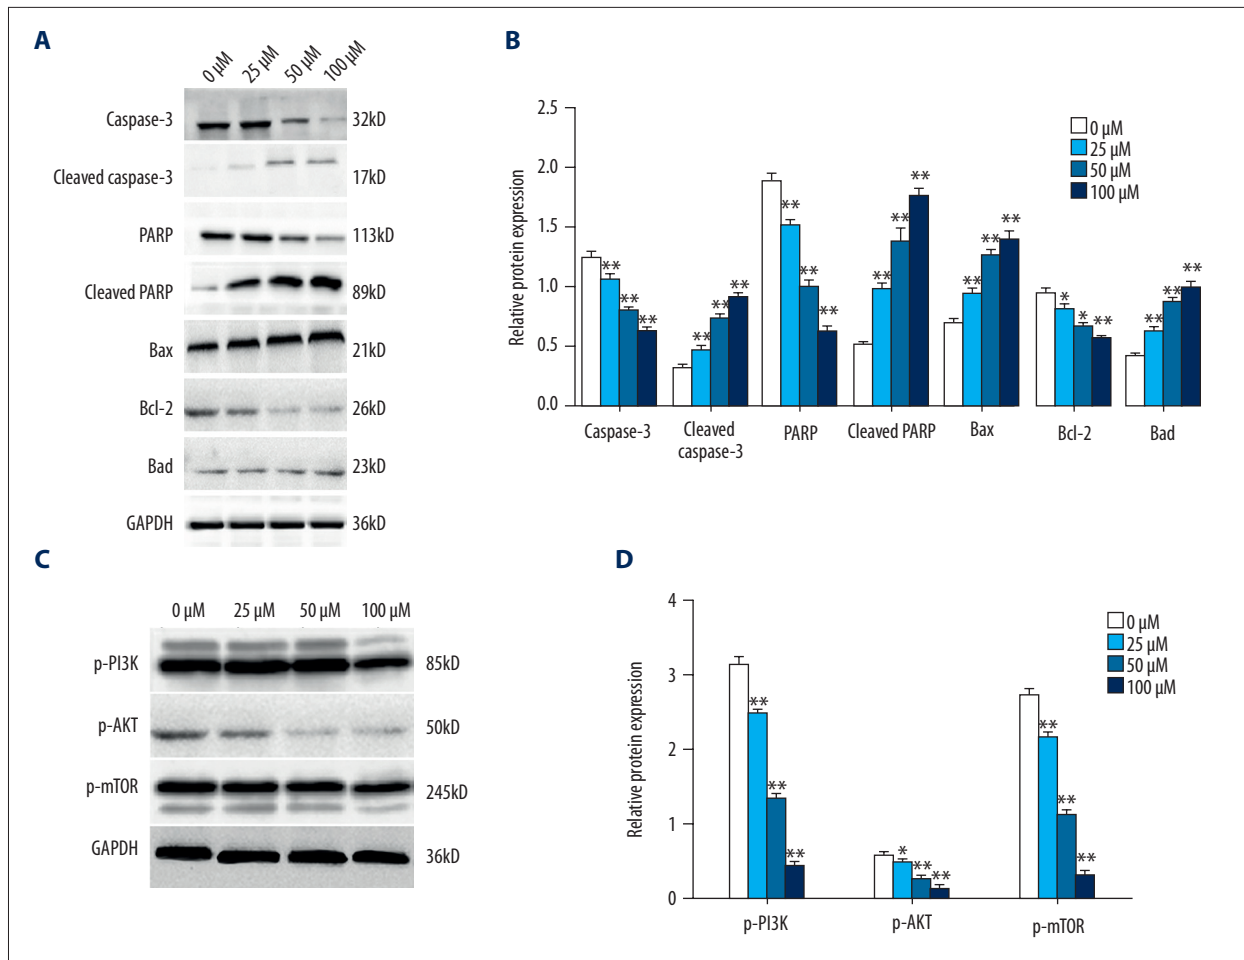 A
0 µM 25 µM 50 µM 100 µM
Caspase-3 32kD
Cleaved caspase-3 17kD
PARP 113kD
Cleaved PARP 89kD
Bax 21kD
Bcl-2 26kD
Bad 23kD
GAPDH 36kD
B
Relative protein expression
2.5
2.0
1.5
1.0
0.5
0.0
0 µM
25 µM
50 µM
100 µM
** ** **
** ** **
** ** **
** ** **
** ** **
* * **
** ** **
Caspase-3 Cleaved caspase-3 PARP Cleaved PARP Bax Bcl-2 Bad
C
0 µM 25 µM 50 µM 100 µM
p-PI3K 85kD
p-AKT 50kD
p-mTOR 245kD
GAPDH 36kD
D
Relative protein expression
4
3
2
1
0
0 µM
25 µM
50 µM
100 µM
** ** **
* ** **
** ** **
p-PI3K p-AKT p-mTOR